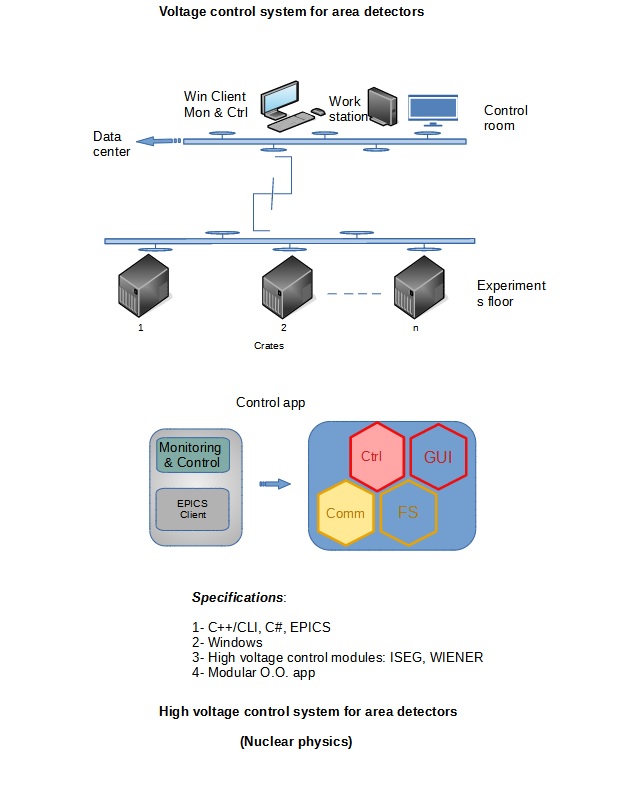 Voltage control system for area detectors
Win Client
Mon & Ctrl
Work
station
Control
room
Data
center
Experiment
s floor
1
2
n
Crates
Control app
Monitoring
& Control
EPICS
Client
Ctrl
GUI
Comm
FS
Specifications:
1- C++/CLI, C#, EPICS
2- Windows
3- High voltage control modules: ISEG, WIENER
4- Modular O.O. app
High voltage control system for area detectors
(Nuclear physics)